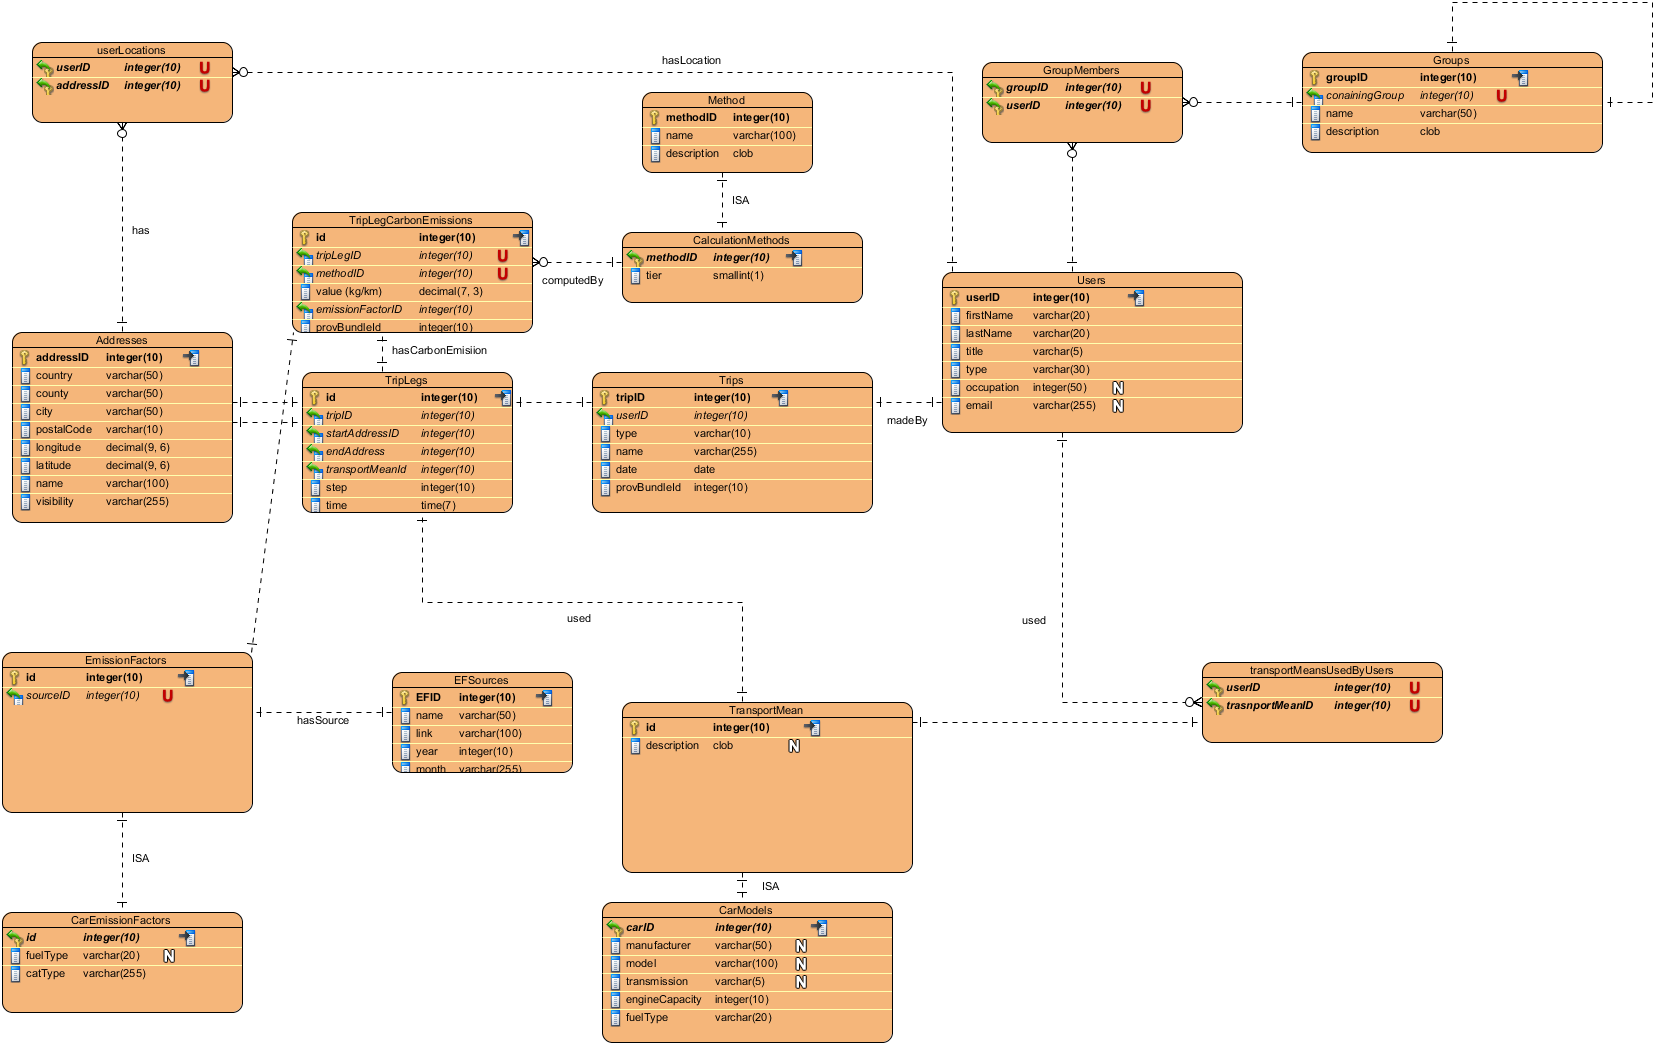 userLocations
userID integer(10) U
addressID integer(10) U
hasLocation
GroupMembers
groupID integer(10) U
userID integer(10) U
Groups
groupID integer(10)
conainingGroup integer(10) U
name varchar(50)
description clob
Method
methodID integer(10)
name varchar(100)
description clob
ISA
has
TripLegCarbonEmissions
id integer(10)
tripLegID integer(10) U
methodID integer(10) U
value (kg/km) decimal(7, 3)
emissionFactorID integer(10)
provBundleId integer(10)
computedBy
CalculationMethods
methodID integer(10)
tier smallint(1)
Users
userID integer(10)
firstName varchar(20)
lastName varchar(20)
title varchar(5)
type varchar(30)
occupation integer(50) N
email varchar(255) N
Addresses
addressID integer(10)
country varchar(50)
county varchar(50)
city varchar(50)
postalCode varchar(10)
longitude decimal(9, 6)
latitude decimal(9, 6)
name varchar(100)
visibility varchar(255)
hasCarbonEmisiion
TripLegs
id integer(10)
tripID integer(10)
startAddressID integer(10)
endAddress integer(10)
transportMeanId integer(10)
step integer(10)
time time(7)
Trips
tripID integer(10)
userID integer(10)
type varchar(10)
name varchar(255)
date date
provBundleId integer(10)
madeBy
used
used
EmissionFactors
id integer(10)
sourceID integer(10) U
hasSource
EFSources
EFID integer(10)
name varchar(50)
link varchar(100)
year integer(10)
month varchar(255)
TransportMean
id integer(10)
description clob N
transportMeansUsedByUsers
userID integer(10) U
trasnportMeanID integer(10) U
ISA
CarEmissionFactors
id integer(10)
fuelType varchar(20) N
catType varchar(255)
ISA
CarModels
carID integer(10)
manufacturer varchar(50) N
model varchar(100) N
transmission varchar(5) N
engineCapacity integer(10)
fuelType varchar(20)